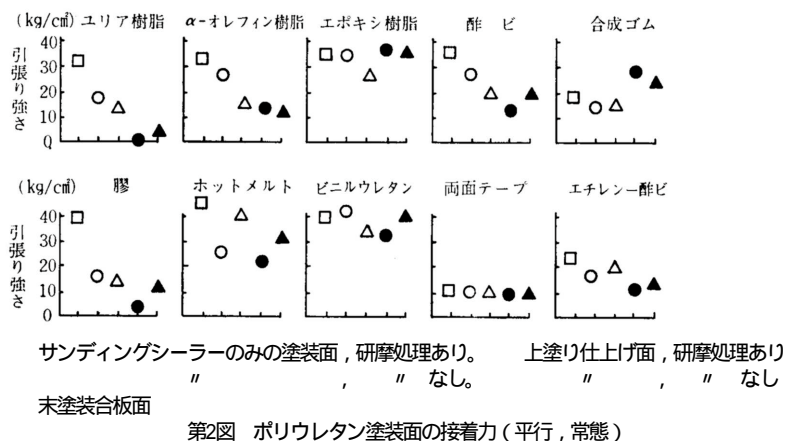 (kg/cm²) ユリア樹脂 α-オレフィン樹脂 エポキシ樹脂 酢ビ 合成ゴム
引張り強さ
40
30
20
10
0
(kg/cm²) 膠 ホットメルト ビニルウレタン 両面テープ エチレン−酢ビ
引張り強さ
40
30
20
10
0
サンディングシーラーのみの塗装面，研摩処理あり。 上塗り仕上げ面，研摩処理あり
〃 ， 〃 なし。 〃 ， 〃 なし
末塗装合板面
第2図 ポリウレタン塗装面の接着力（平行，常態）